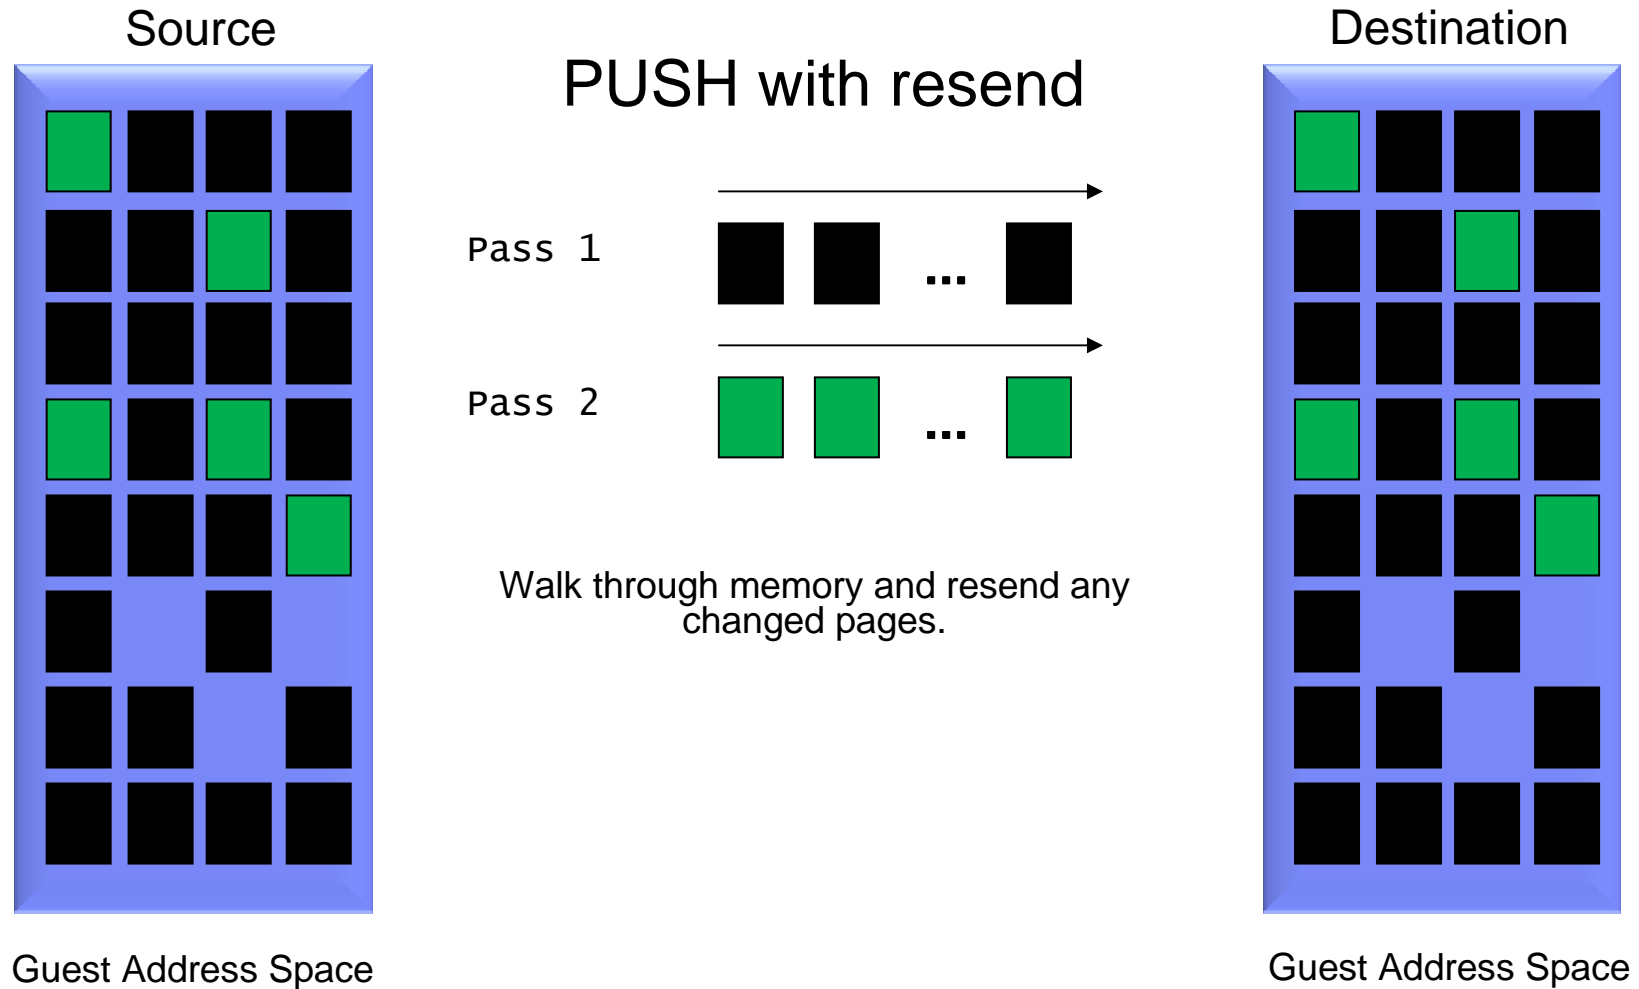 Source
Destination
PUSH with resend
Pass 1
...
Pass 2
...
Walk through memory and resend any
changed pages.
Guest Address Space
Guest Address Space